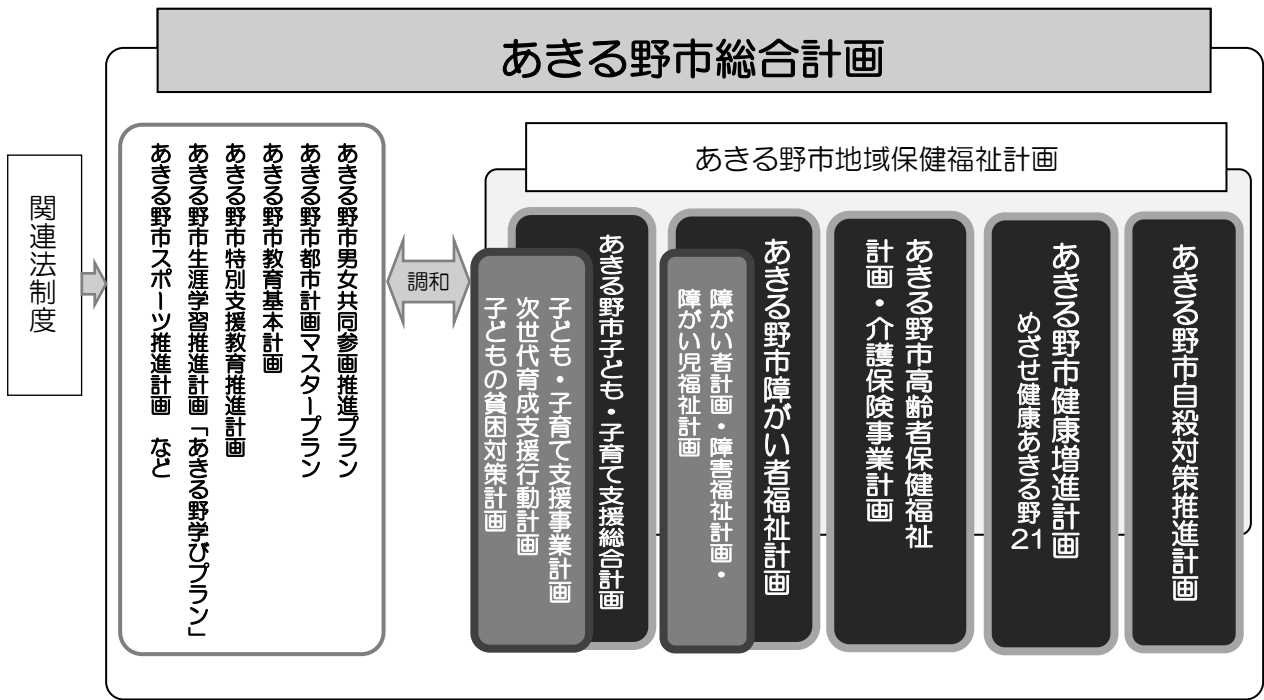 あきる野市総合計画
関連法制度
あきる野市男女共同参画推進プラン
あきる野市都市計画マスタープラン
あきる野市教育基本計画
あきる野市特別支援教育推進計画
あきる野市生涯学習推進計画「あきる野学びプラン」
あきる野市スポーツ推進計画 など
調和
あきる野市地域保健福祉計画
あきる野市自殺対策推進計画
あきる野市健康増進計画
めざせ健康あきる野21
あきる野市高齢者保健福祉
計画・介護保険事業計画
あきる野市障がい者福祉計画
障がい者計画・障害福祉計画・
障がい児福祉計画
あきる野市子ども・子育て支援総合計画
子ども・子育て支援事業計画
次世代育成支援行動計画
子どもの貧困対策計画